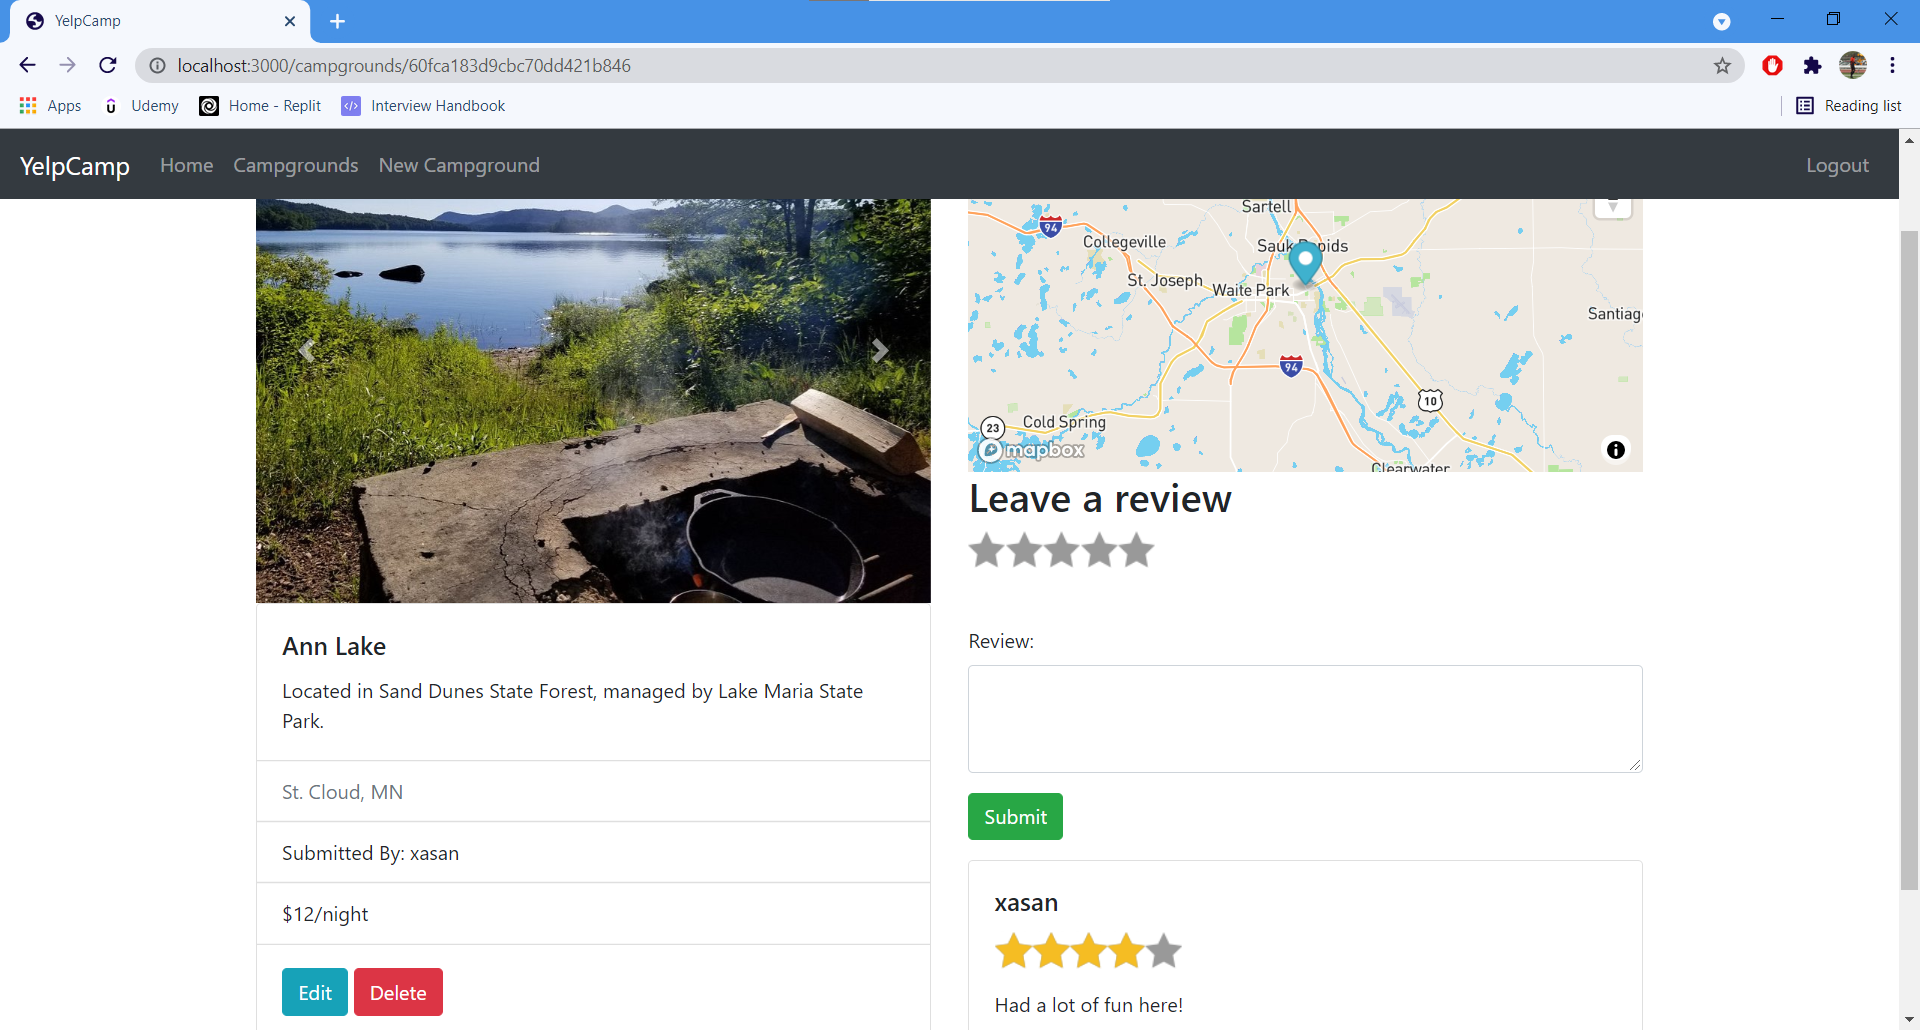 YelpCamp
localhost:3000/campgrounds/60fca183d9cbc70dd421b846
Apps
Udemy
Home - Replit
Interview Handbook
Reading list
YelpCamp
Home
Campgrounds
New Campground
Logout
Sartell
94
Collegeville
Sauk Rapids
St. Joseph
Waite Park
Santiag
94
10
23
Cold Spring
mapbox
Clearwater
Leave a review
Review:
Submit
xasan
Had a lot of fun here!
Ann Lake
Located in Sand Dunes State Forest, managed by Lake Maria State
Park.
St. Cloud, MN
Submitted By: xasan
$12/night
Edit
Delete